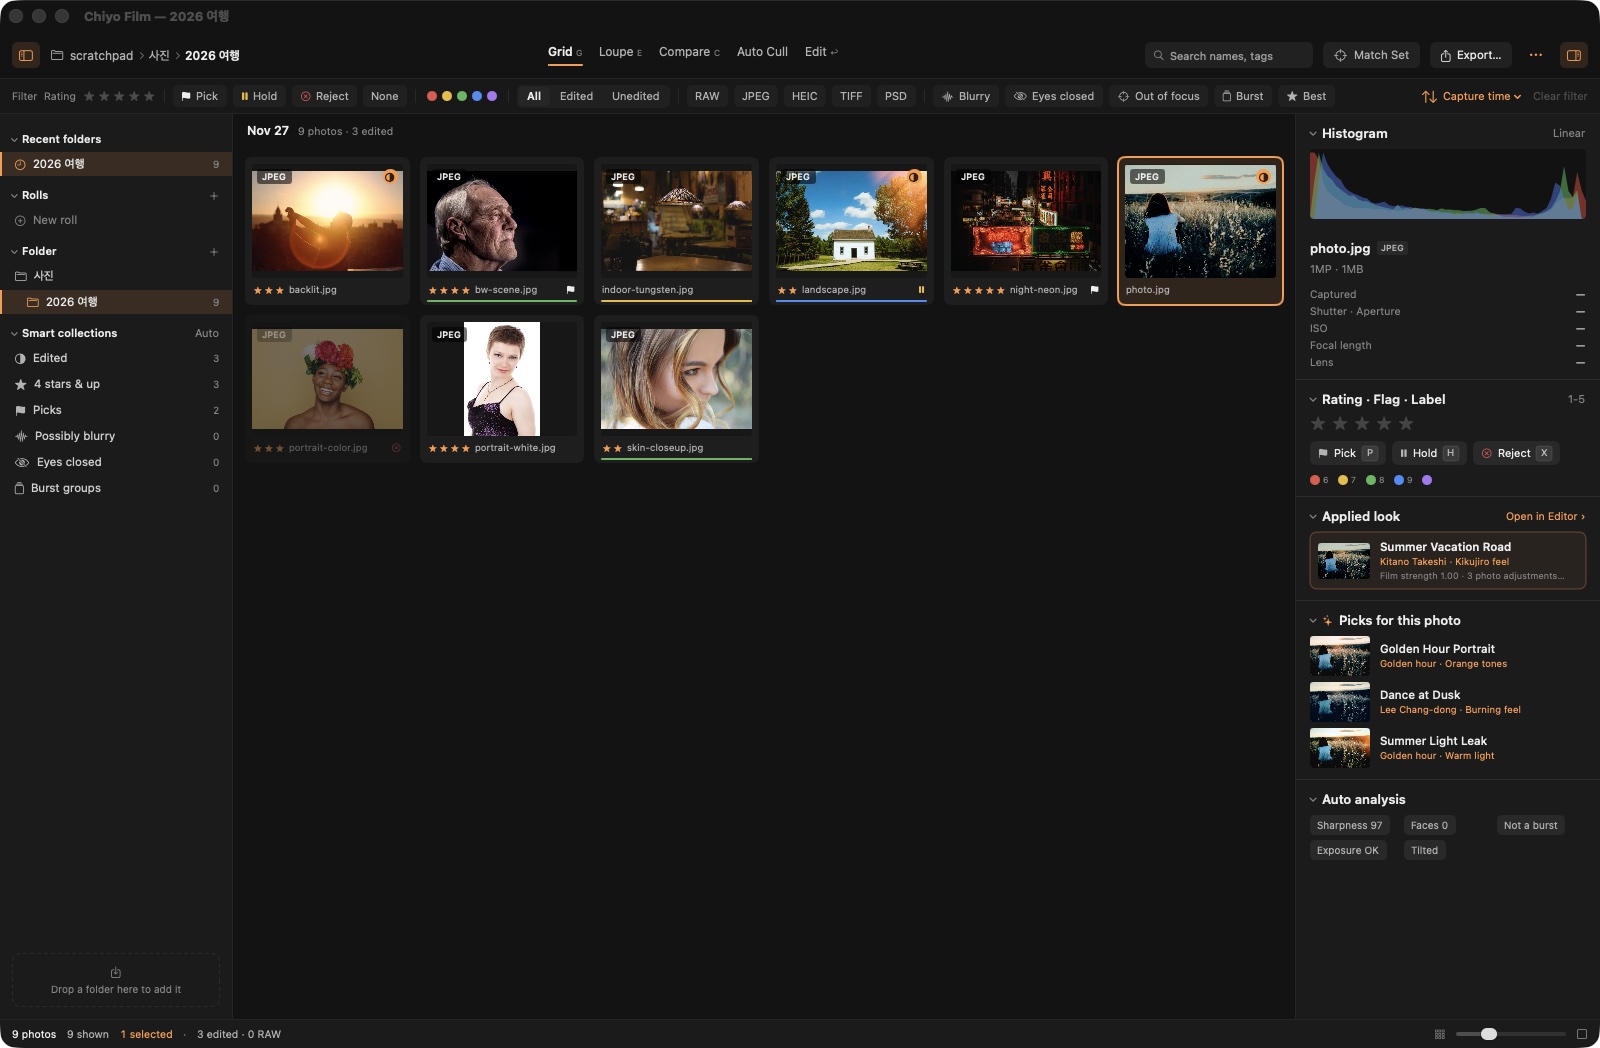 Chiyo Film — 2026 여행
scratchpad > 사진 > 2026 여행
Grid G Loupe E Compare C Auto Cull Edit ↩
Search names, tags
Match Set
Export...
Filter Rating
Pick Hold Reject None
All Edited Unedited
RAW JPEG HEIC TIFF PSD
Blurry Eyes closed Out of focus Burst Best
Capture time
Clear filter
Recent folders
2026 여행 9
Rolls +
New roll
Folder +
사진
2026 여행 9
Smart collections Auto
Edited 3
4 stars & up 3
Picks 2
Possibly blurry 0
Eyes closed 0
Burst groups 0
Drop a folder here to add it
Nov 27 9 photos · 3 edited
JPEG JPEG JPEG JPEG JPEG JPEG
backlit.jpg bw-scene.jpg indoor-tungsten.jpg landscape.jpg night-neon.jpg photo.jpg
JPEG JPEG JPEG
portrait-color.jpg portrait-white.jpg skin-closeup.jpg
Histogram Linear
photo.jpg JPEG
1MP · 1MB
Captured —
Shutter · Aperture —
ISO —
Focal length —
Lens —
Rating · Flag · Label 1-5
Pick P Hold H Reject X
6 7 8 9
Applied look Open in Editor ›
Summer Vacation Road
Kitano Takeshi · Kikujiro feel
Film strength 1.00 · 3 photo adjustments...
Picks for this photo
Golden Hour Portrait
Golden hour · Orange tones
Dance at Dusk
Lee Chang-dong · Burning feel
Summer Light Leak
Golden hour · Warm light
Auto analysis
Sharpness 97 Faces 0 Not a burst
Exposure OK Tilted
9 photos 9 shown 1 selected · 3 edited · 0 RAW